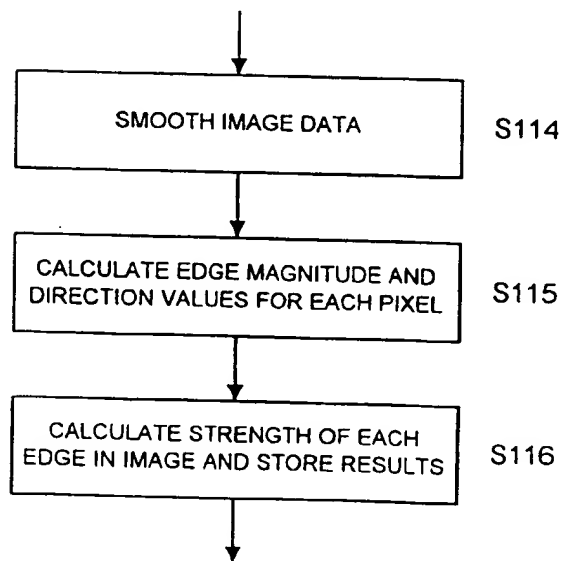 SMOOTH IMAGE DATA
S114
CALCULATE EDGE MAGNITUDE AND
DIRECTION VALUES FOR EACH PIXEL
S115
CALCULATE STRENGTH OF EACH
EDGE IN IMAGE AND STORE RESULTS
S116